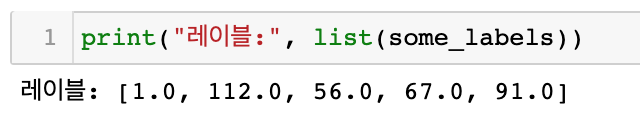 1 print("레이블:", list(some_labels))
레이블: [1.0, 112.0, 56.0, 67.0, 91.0]